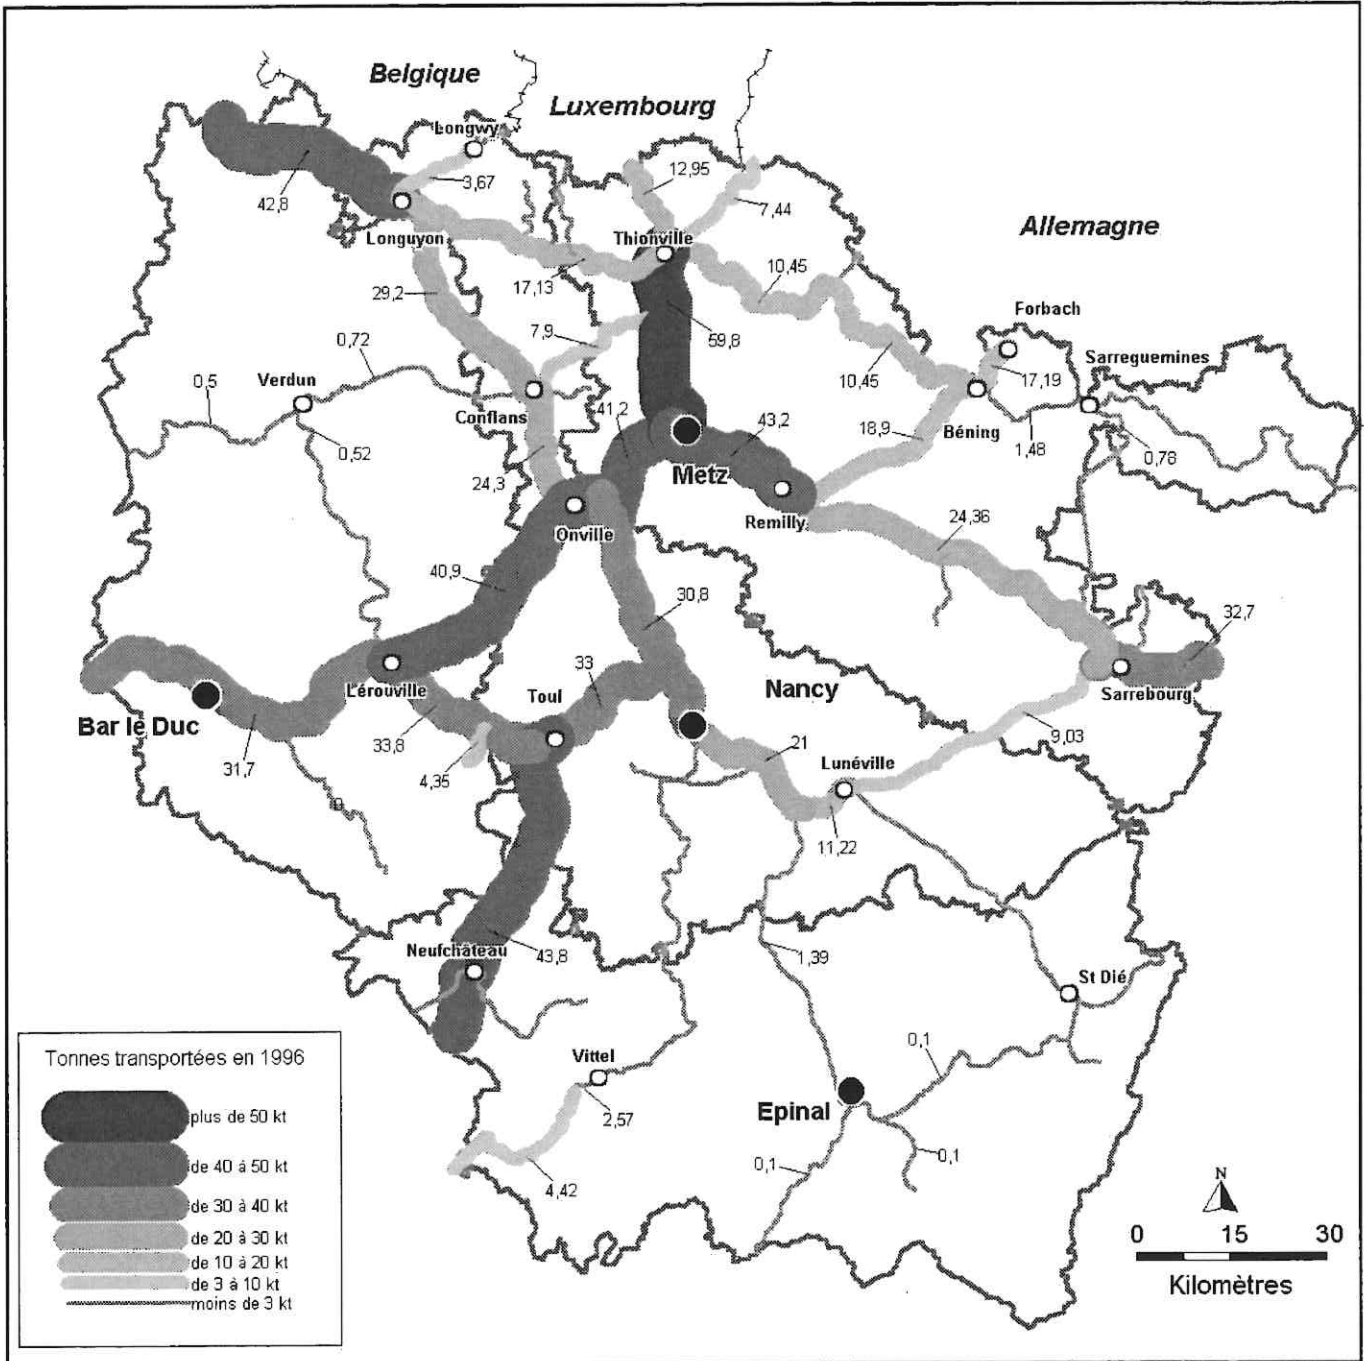 Belgique
Luxembourg
Longwy
12,95
3,67
42,8
7,44
Allemagne
Longuyon
Thionville
10,45
29,2
17,13
Forbach
7,9
59,8
Sarreguemines
0,72
0,5
Verdun
10,45
17,19
Conflans
41,2
43,2
18,9
Béning
1,48
0,52
0,78
24,3
Metz
Remilly
24,36
Onville
40,9
30,8
32,7
33
Lérouville
Toul
Nancy
Sarrebourg
Bar le Duc
33,8
9,03
31,7
4,35
21
Lunéville
11,22
Neufchâteau
43,8
1,39
St Dié
Tonnes transportées en 1996
plus de 50 kt
de 40 à 50 kt
de 30 à 40 kt
de 20 à 30 kt
de 10 à 20 kt
de 3 à 10 kt
moins de 3 kt
Vittel
0,1
2,57
Epinal
4,42
0,1
0,1
N
0 15 30
Kilomètres